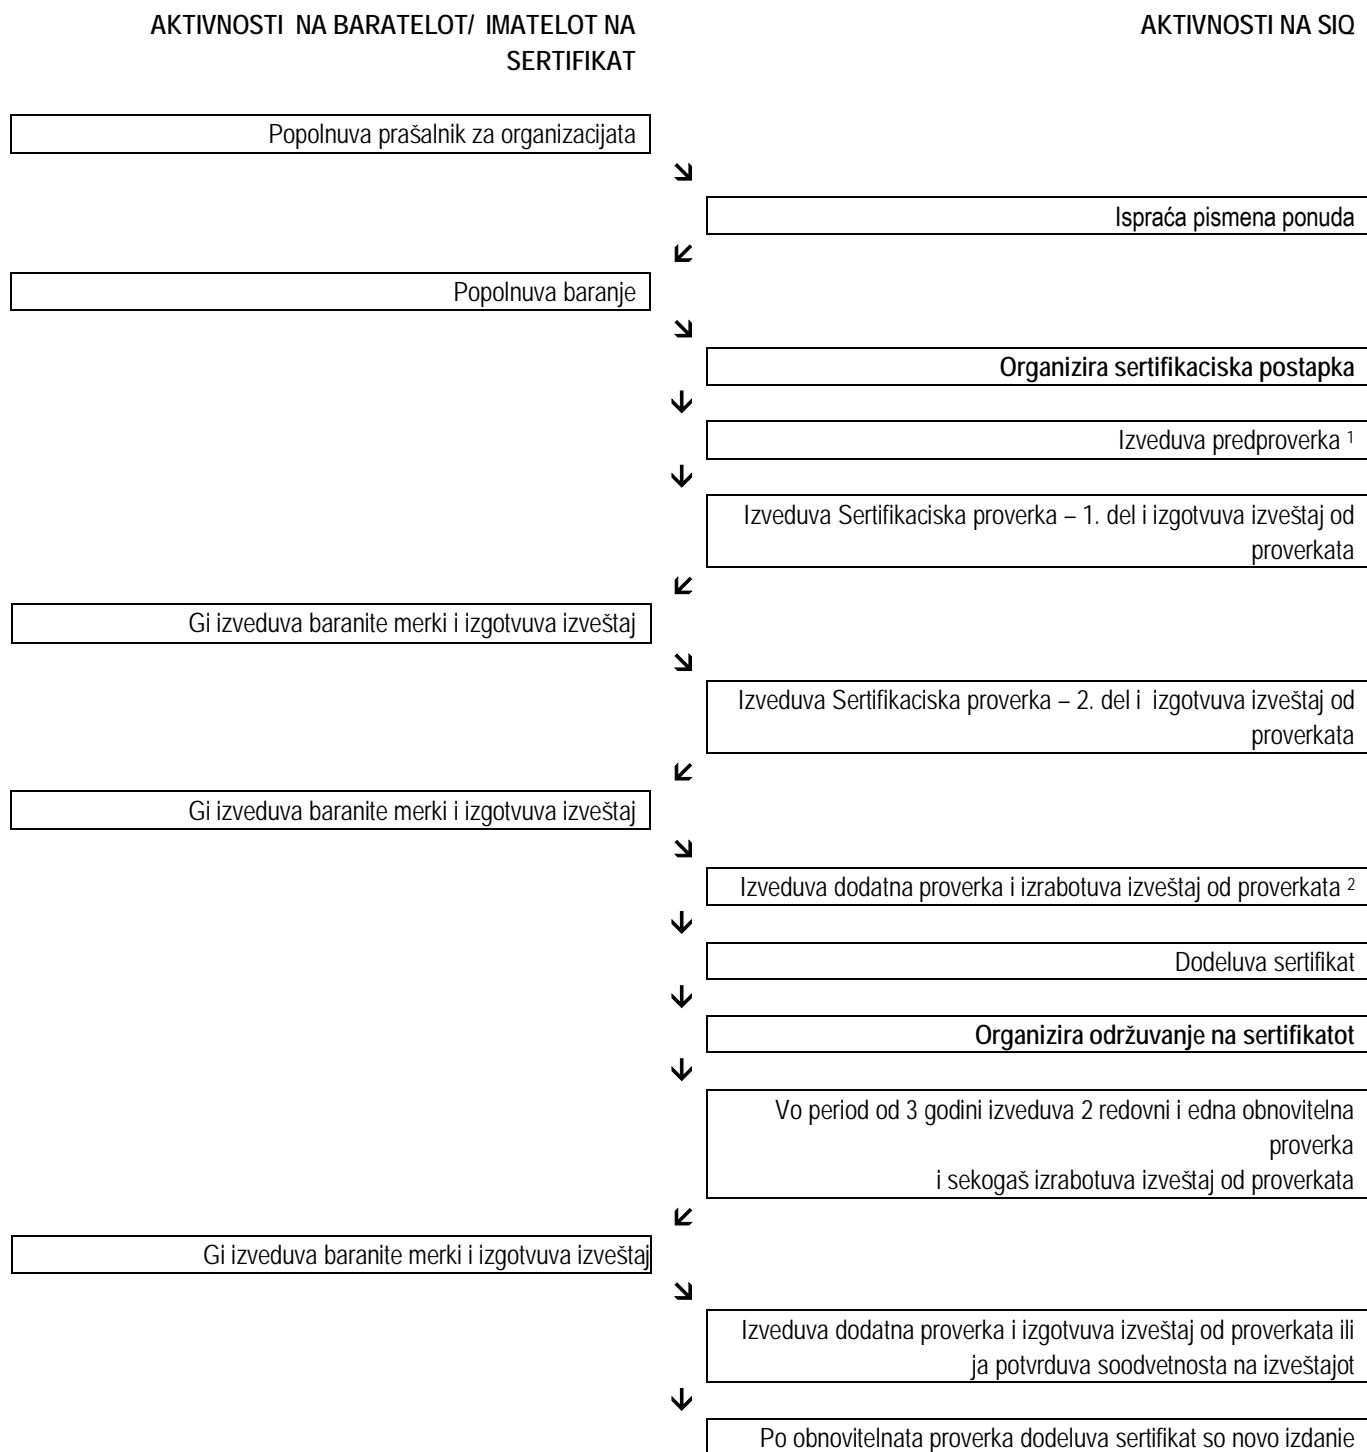 AKTIVNOSTI NA BARATELOT/ IMATELOT NA
SERTIFIKAT
AKTIVNOSTI NA SIQ
Popolnuva prašalnik za organizacijata
Ispraća pismena ponuda
Popolnuva baranje
Organizira sertifikaciska postapka
Izveduva predproverka ¹
Izveduva Sertifikaciska proverka – 1. del i izgotvuva izveštaj od
proverkata
Gi izveduva baranite merki i izgotvuva izveštaj
Izveduva Sertifikaciska proverka – 2. del i izgotvuva izveštaj od
proverkata
Gi izveduva baranite merki i izgotvuva izveštaj
Izveduva dodatna proverka i izrabotuva izveštaj od proverkata ²
Dodeluva sertifikat
Organizira održuvanje na sertifikatot
Vo period od 3 godini izveduva 2 redovni i edna obnovitelna
proverka
i sekogaš izrabotuva izveštaj od proverkata
Gi izveduva baranite merki i izgotvuva izveštaj
Izveduva dodatna proverka i izgotvuva izveštaj od proverkata ili
ja potvrduva soodvetnosta na izveštajot
Po obnovitelnata proverka dodeluva sertifikat so novo izdanie